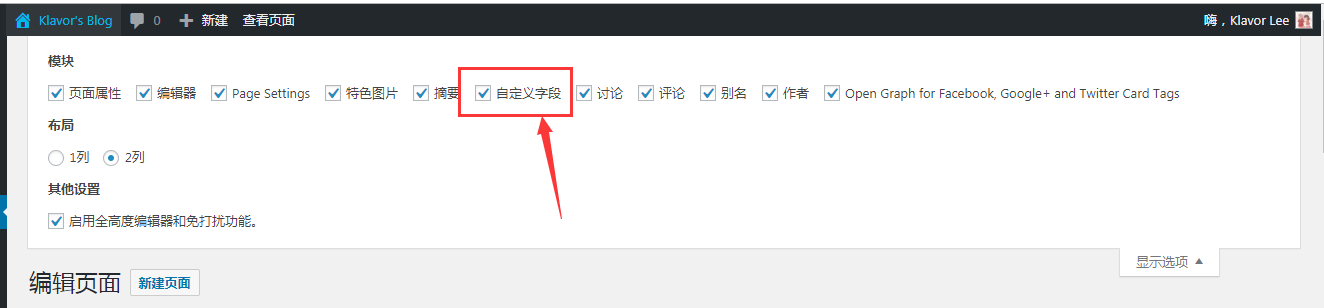 Klavor's Blog 0 新建 查看页面 嗨，Klavor Lee
模块
页面属性 编辑器 Page Settings 特色图片 摘要 自定义字段 讨论 评论 别名 作者 Open Graph for Facebook, Google+ and Twitter Card Tags
布局
1列 2列
其他设置
启用全高度编辑器和免打扰功能。
显示选项
编辑页面 新建页面